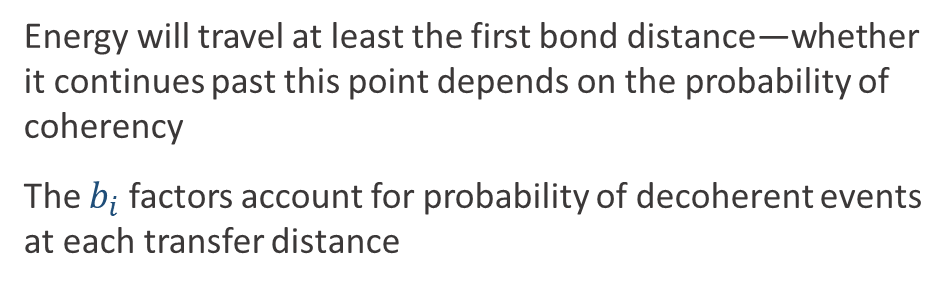 Energy will travel at least the first bond distance—whether
it continues past this point depends on the probability of
coherency
The bᵢ factors account for probability of decoherent events
at each transfer distance